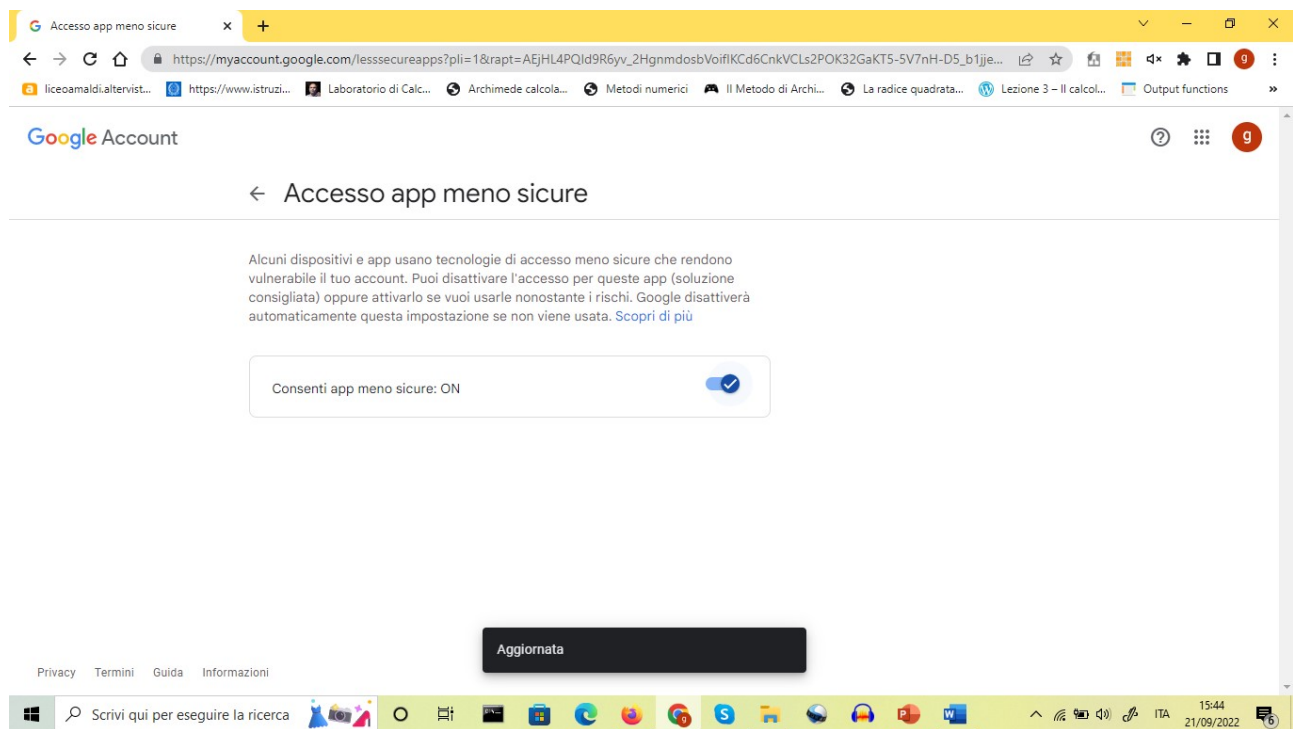 Accesso app meno sicure
https://myaccount.google.com/lesssecureapps?pli=1&rapt=AEjHL4PQId9R6yv_2HgnmdosbVoifIKCd6CnkVCLs2POK32GaKT5-5V7nH-D5_b1jje...
g
liceoamaldi.altervist...
https://www.istruzi...
Laboratorio di Calc...
Archimede calcola...
Metodi numerici
Il Metodo di Archi...
La radice quadrata...
Lezione 3 – Il calcol...
Output functions
»
Google Account
g
Accesso app meno sicure
Alcuni dispositivi e app usano tecnologie di accesso meno sicure che rendono
vulnerabile il tuo account. Puoi disattivare l'accesso per queste app (soluzione
consigliata) oppure attivarlo se vuoi usarle nonostante i rischi. Google disattiverà
automaticamente questa impostazione se non viene usata. Scopri di più
Consenti app meno sicure: ON
Aggiornata
Privacy Termini Guida Informazioni
Scrivi qui per eseguire la ricerca
ITA
15:44
21/09/2022
6